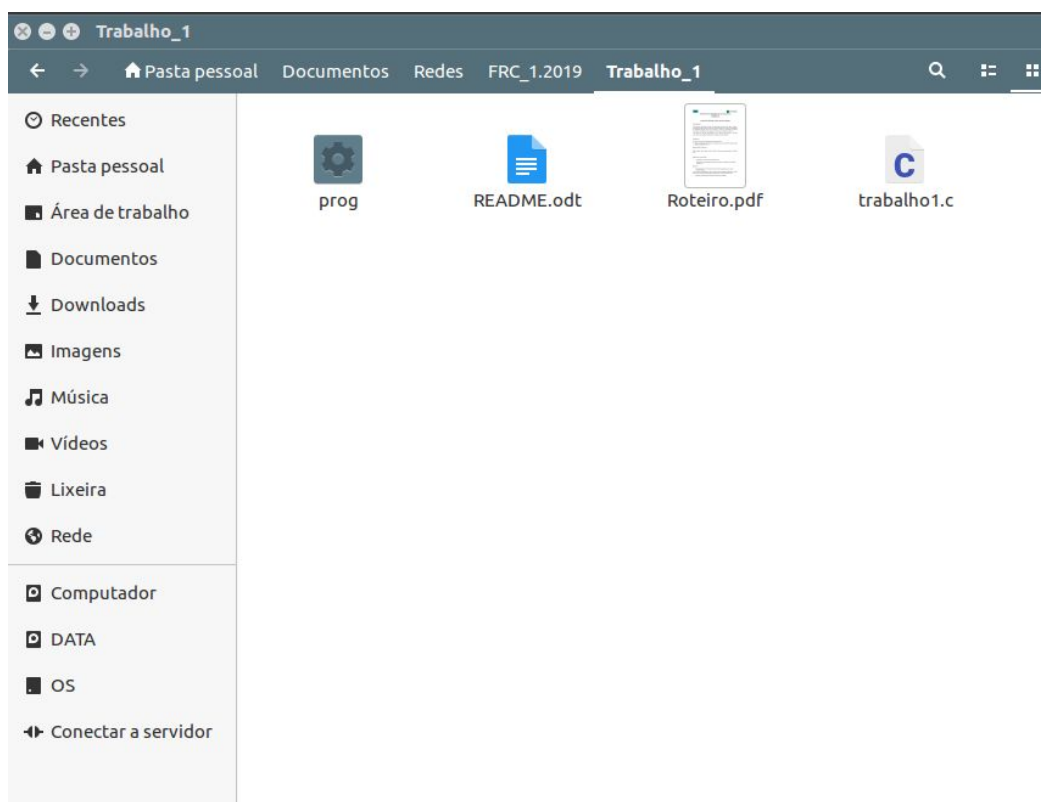 Trabalho_1
Pasta pessoal Documentos Redes FRC_1.2019 Trabalho_1
Recentes
Pasta pessoal
Área de trabalho
Documentos
Downloads
Imagens
Música
Vídeos
Lixeira
Rede
Computador
DATA
OS
Conectar a servidor
prog README.odt Roteiro.pdf trabalho1.c
C